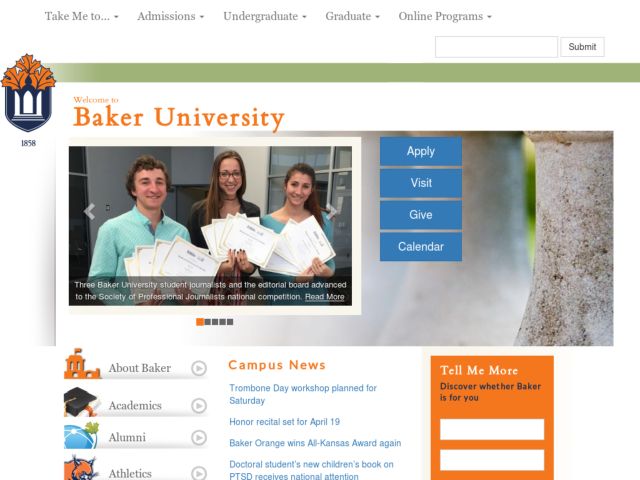 Take Me to... Admissions Undergraduate Graduate Online Programs
Submit
1858
Welcome to
Baker University
Apply
Visit
Give
Calendar
Three Baker University student journalists and the editorial board advanced
to the Society of Professional Journalists national competition. Read More
About Baker
Academics
Alumni
Athletics
Campus News
Trombone Day workshop planned for
Saturday
Honor recital set for April 19
Baker Orange wins All-Kansas Award again
Doctoral student's new children's book on
PTSD receives national attention
Tell Me More
Discover whether Baker
is for you